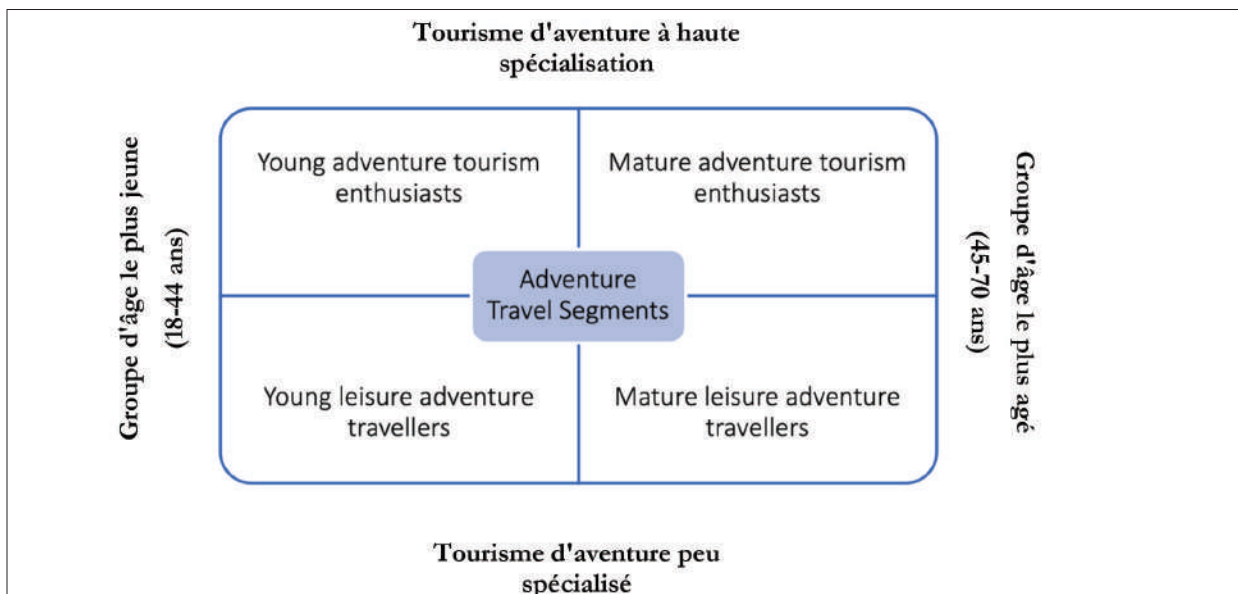 Tourisme d'aventure à haute
spécialisation
Groupe d'âge le plus jeune
(18-44 ans)
Young adventure tourism
enthusiasts
Mature adventure tourism
enthusiasts
Adventure
Travel Segments
Young leisure adventure
travellers
Mature leisure adventure
travellers
Groupe d'âge le plus agé
(45-70 ans)
Tourisme d'aventure peu
spécialisé